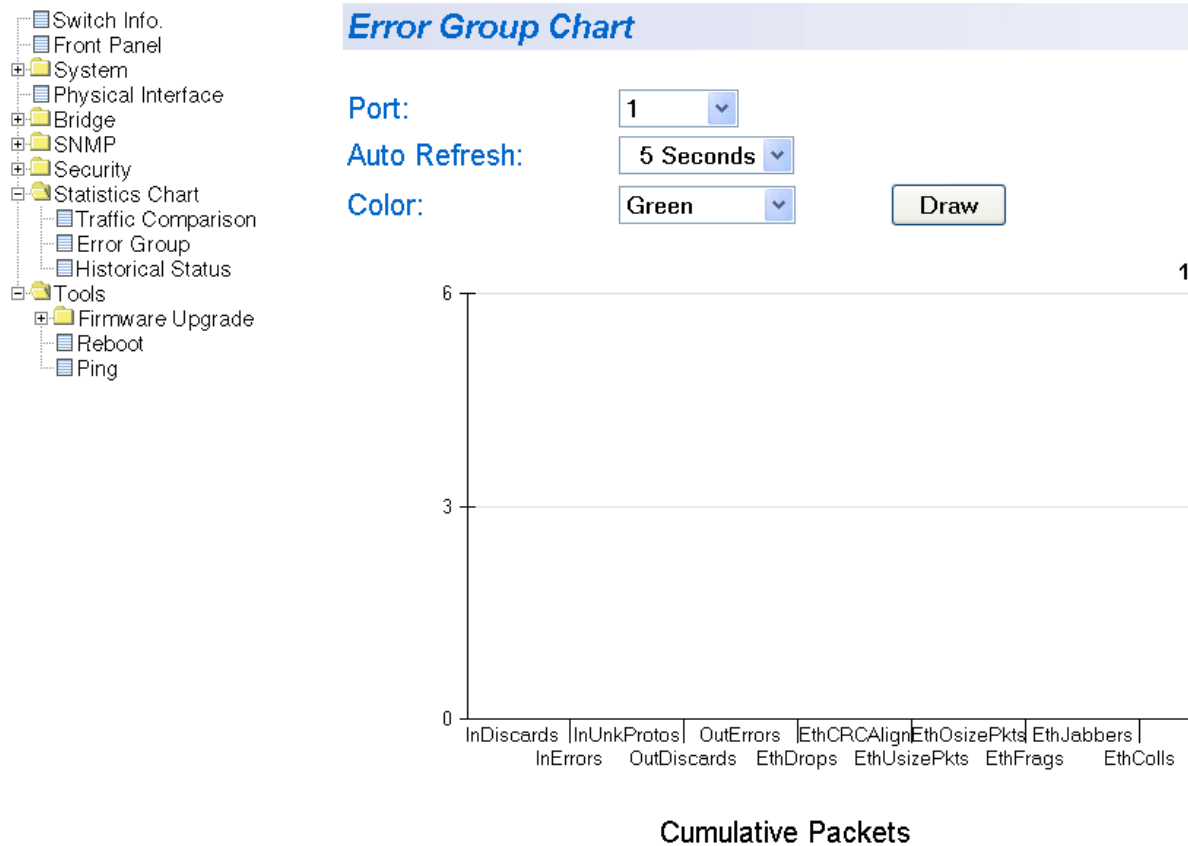 Switch Info.
Front Panel
System
Physical Interface
Bridge
SNMP
Security
Statistics Chart
Traffic Comparison
Error Group
Historical Status
Tools
Firmware Upgrade
Reboot
Ping
Error Group Chart
Port: 1
Auto Refresh: 5 Seconds
Color: Green Draw
1
6
3
0
InDiscards InUnkProtos OutErrors EthCRCAlign EthOsizePkts EthJabbers
InErrors OutDiscards EthDrops EthUsizePkts EthFrags EthColls
Cumulative Packets